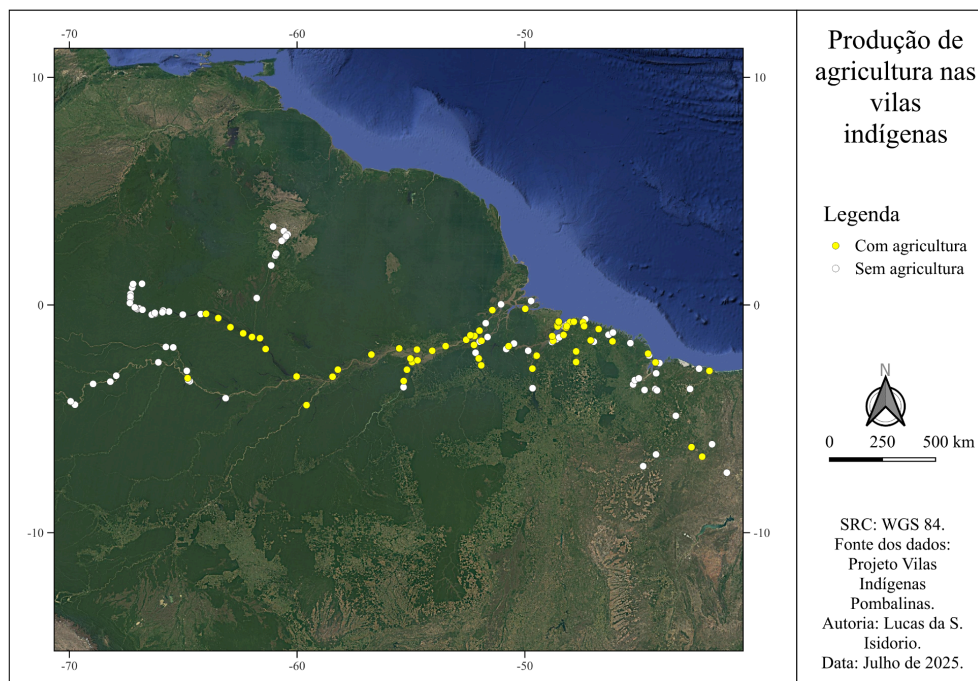 -70
-60
-50
10
10
0
0
-10
-10
-70
-60
-50
Produção de
agricultura nas
vilas
indígenas
Legenda
Com agricultura
Sem agricultura
N
0
250
500 km
SRC: WGS 84.
Fonte dos dados:
Projeto Vilas
Indígenas
Pombalinas.
Autoria: Lucas da S.
Isidorio.
Data: Julho de 2025.